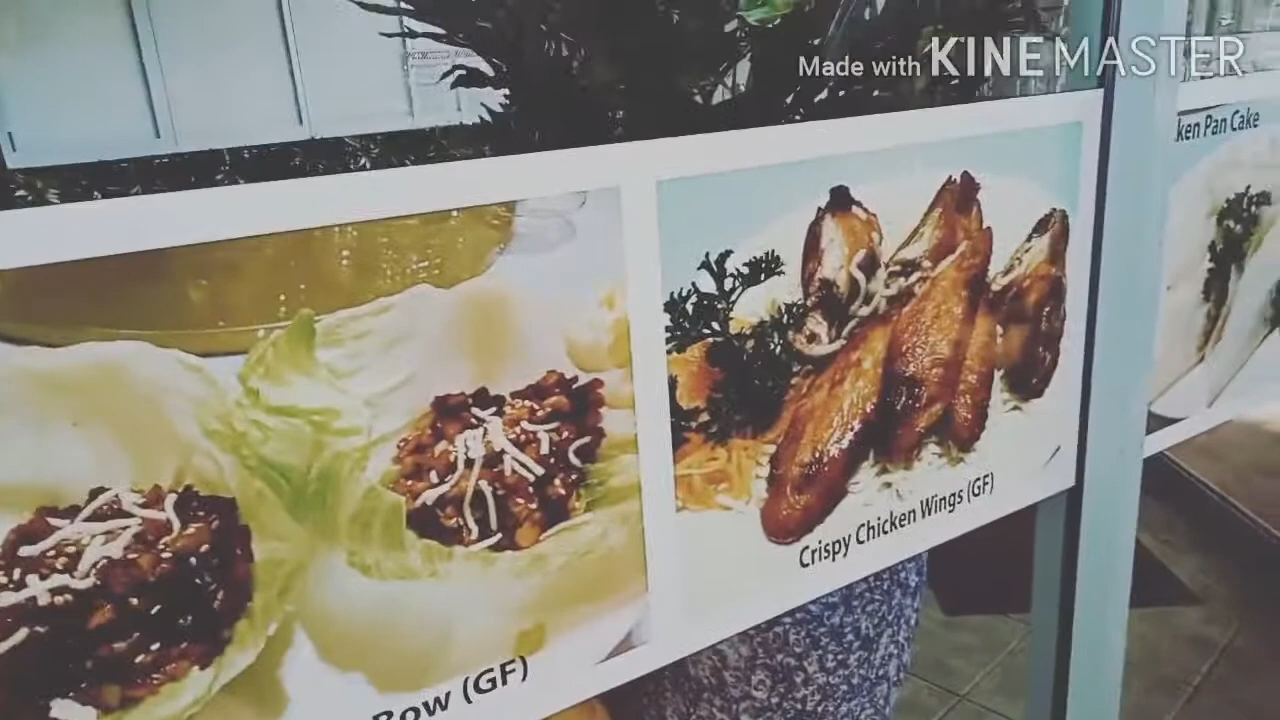 Made with KINEMASTER
ken Pan Cake
Crispy Chicken Wings (GF)
Bow (GF)